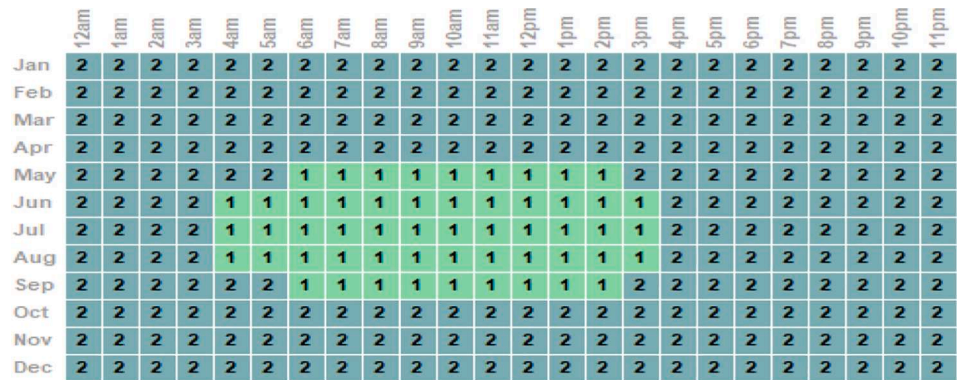 12am 1am 2am 3am 4am 5am 6am 7am 8am 9am 10am 11am 12pm 1pm 2pm 3pm 4pm 5pm 6pm 7pm 8pm 9pm 10pm 11pm
Jan 2 2 2 2 2 2 2 2 2 2 2 2 2 2 2 2 2 2 2 2 2 2 2 2
Feb 2 2 2 2 2 2 2 2 2 2 2 2 2 2 2 2 2 2 2 2 2 2 2 2
Mar 2 2 2 2 2 2 2 2 2 2 2 2 2 2 2 2 2 2 2 2 2 2 2 2
Apr 2 2 2 2 2 2 2 2 2 2 2 2 2 2 2 2 2 2 2 2 2 2 2 2
May 2 2 2 2 2 2 1 1 1 1 1 1 1 1 1 2 2 2 2 2 2 2 2 2
Jun 2 2 2 2 1 1 1 1 1 1 1 1 1 1 1 1 2 2 2 2 2 2 2 2
Jul 2 2 2 2 1 1 1 1 1 1 1 1 1 1 1 1 2 2 2 2 2 2 2 2
Aug 2 2 2 2 1 1 1 1 1 1 1 1 1 1 1 1 2 2 2 2 2 2 2 2
Sep 2 2 2 2 2 2 1 1 1 1 1 1 1 1 1 2 2 2 2 2 2 2 2 2
Oct 2 2 2 2 2 2 2 2 2 2 2 2 2 2 2 2 2 2 2 2 2 2 2 2
Nov 2 2 2 2 2 2 2 2 2 2 2 2 2 2 2 2 2 2 2 2 2 2 2 2
Dec 2 2 2 2 2 2 2 2 2 2 2 2 2 2 2 2 2 2 2 2 2 2 2 2